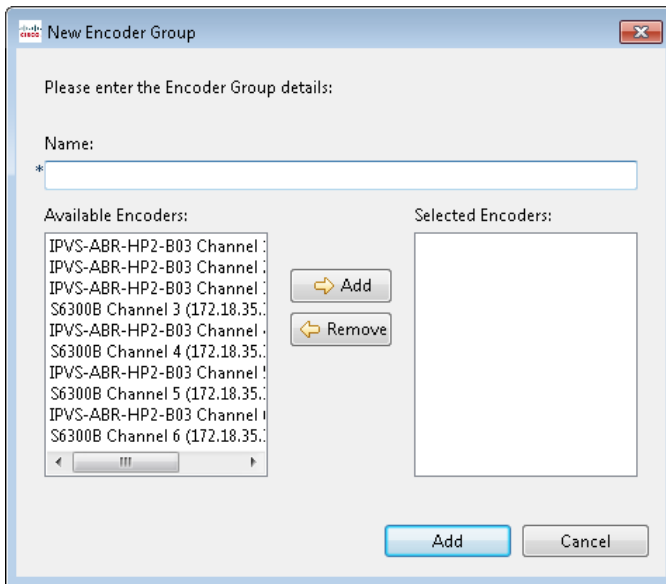 CISCO New Encoder Group
Please enter the Encoder Group details:
Name:
*
Available Encoders:
Selected Encoders:
IPVS-ABR-HP2-B03 Channel
IPVS-ABR-HP2-B03 Channel
IPVS-ABR-HP2-B03 Channel
S6300B Channel 3 (172.18.35.
IPVS-ABR-HP2-B03 Channel
S6300B Channel 4 (172.18.35.
IPVS-ABR-HP2-B03 Channel
S6300B Channel 5 (172.18.35.
IPVS-ABR-HP2-B03 Channel
S6300B Channel 6 (172.18.35.
Add
Remove
Add
Cancel